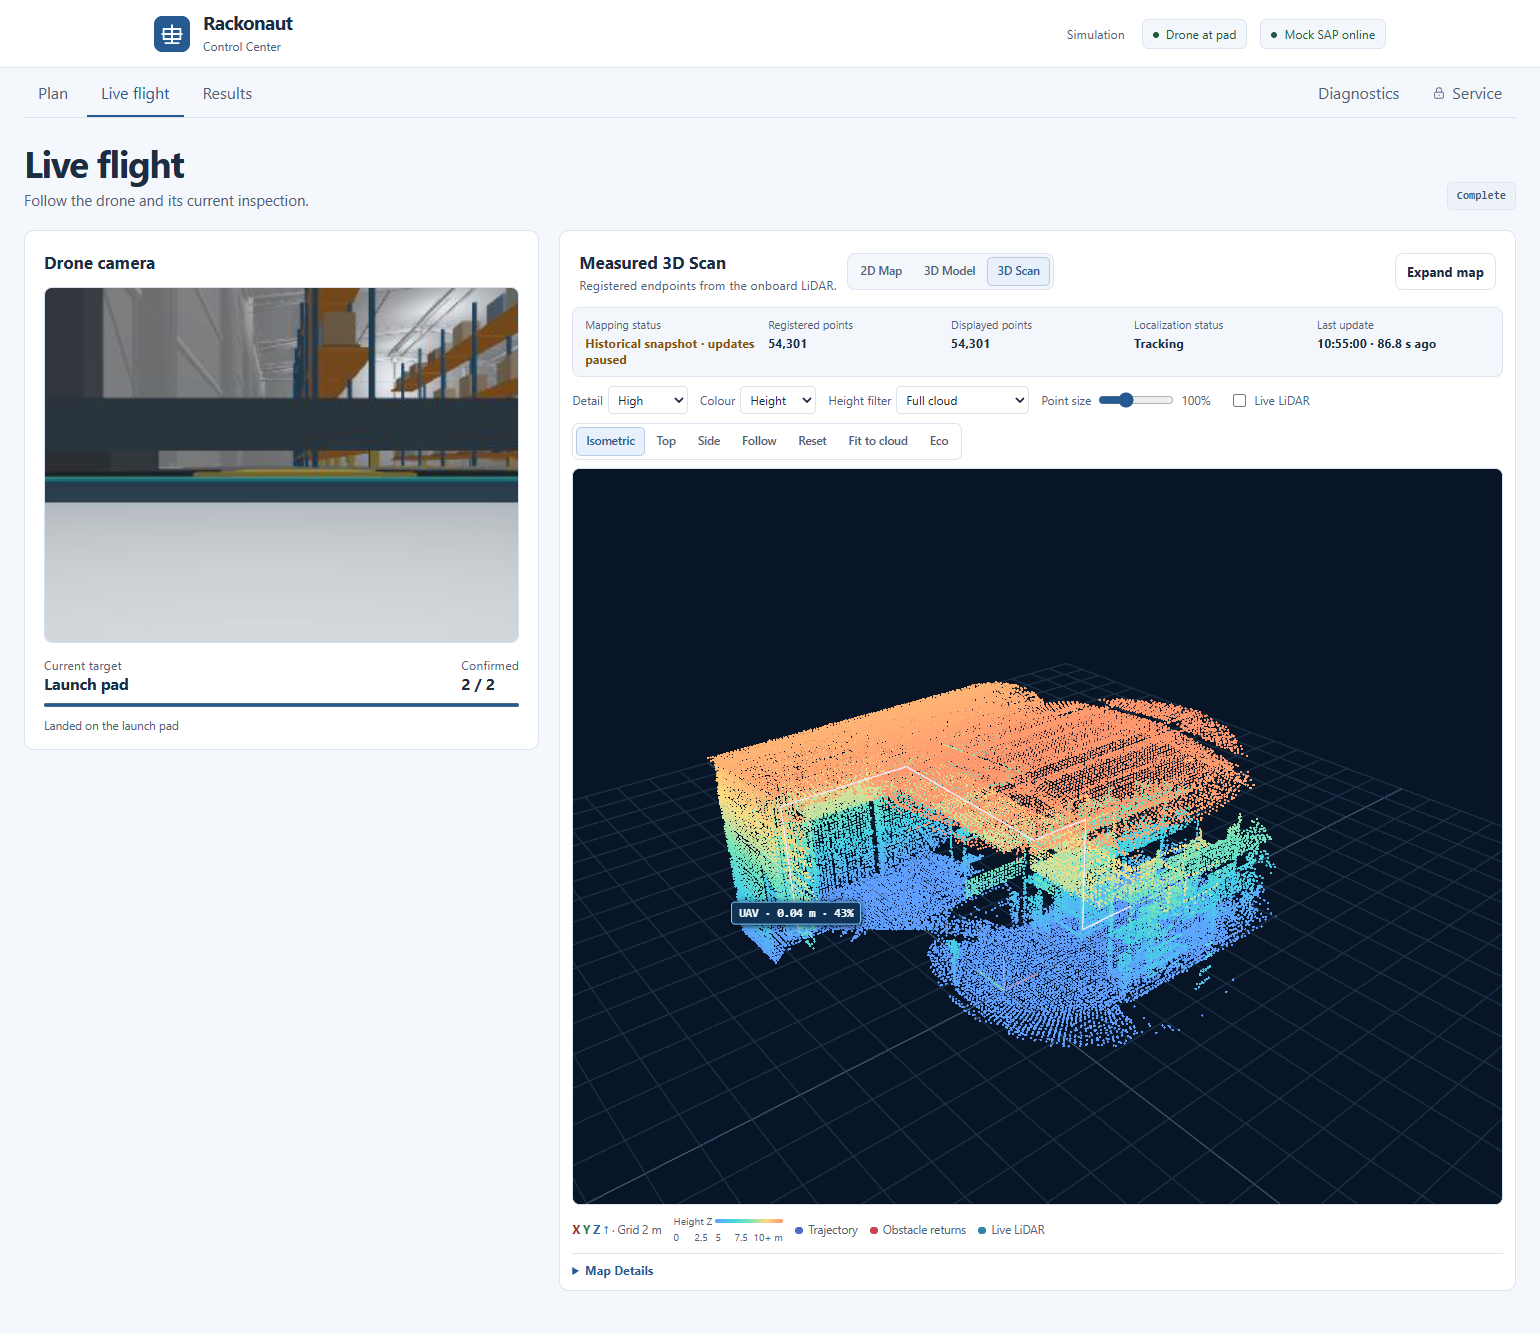 Rackonaut
Control Center
Simulation
Drone at pad
Mock SAP online
Plan
Live flight
Results
Diagnostics
Service
Live flight
Follow the drone and its current inspection.
Complete
Drone camera
Current target
Confirmed
Launch pad
2 / 2
Landed on the launch pad
Measured 3D Scan
Registered endpoints from the onboard LiDAR.
2D Map
3D Model
3D Scan
Expand map
Mapping status
Historical snapshot · updates
paused
Registered points
54,301
Displayed points
54,301
Localization status
Tracking
Last update
10:55:00 · 86.8 s ago
Detail
High
Colour
Height
Height filter
Full cloud
Point size
100%
Live LiDAR
Isometric
Top
Side
Follow
Reset
Fit to cloud
Eco
UAV · 0.04 m · 43%
X Y Z ↑ · Grid 2 m
Height Z
0 2.5 5 7.5 10+ m
Trajectory
Obstacle returns
Live LiDAR
Map Details